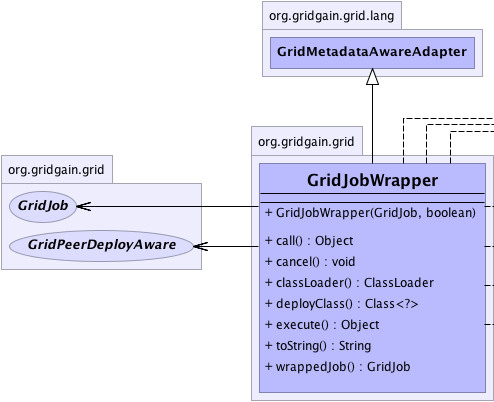 org.gridgain.grid.lang
GridMetadataAwareAdapter
org.gridgain.grid
GridJobWrapper
+ GridJobWrapper(GridJob, boolean)
+ call() : Object
+ cancel() : void
+ classLoader() : ClassLoader
+ deployClass() : Class<?>
+ execute() : Object
+ toString() : String
+ wrappedJob() : GridJob
org.gridgain.grid
GridJob
GridPeerDeployAware